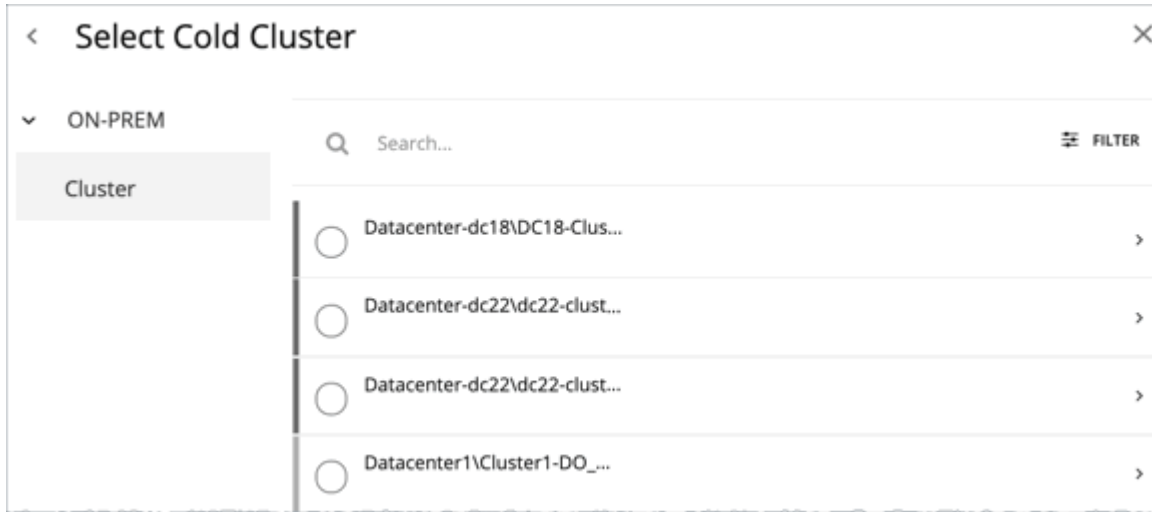 Select Cold Cluster
ON-PREM
Cluster
Search...
FILTER
Datacenter-dc18\DC18-Clus...
Datacenter-dc22\dc22-clust...
Datacenter-dc22\dc22-clust...
Datacenter1\Cluster1-DO_...